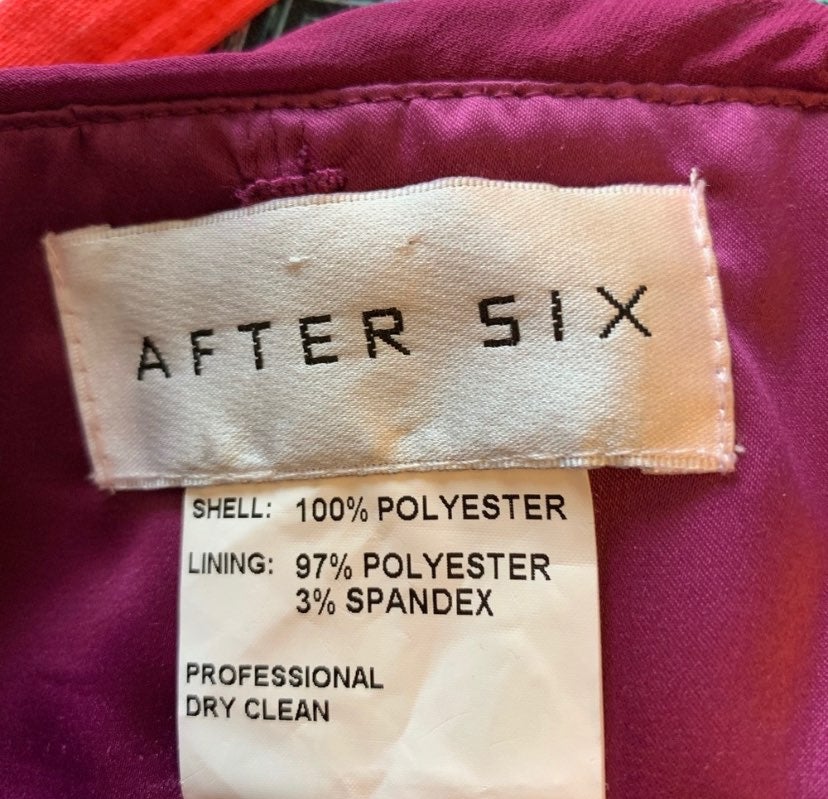 AFTER SIX
SHELL: 100% POLYESTER
LINING: 97% POLYESTER
3% SPANDEX
PROFESSIONAL
DRY CLEAN